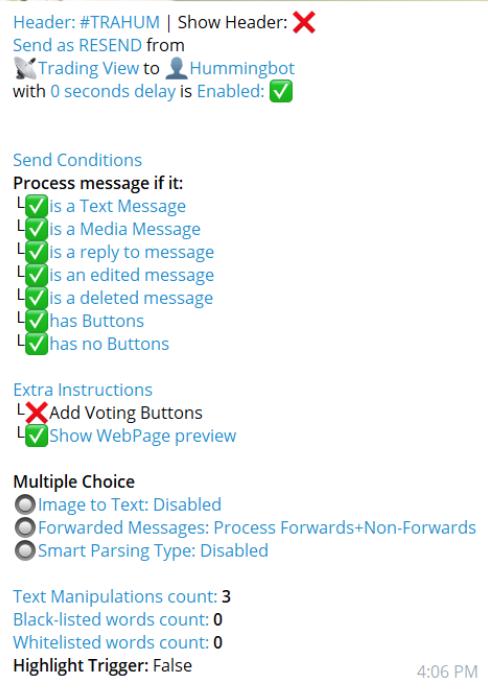 Header: #TRAHUM | Show Header: ❌
Send as RESEND from
📡Trading View to 👤Hummingbot
with 0 seconds delay is Enabled: ✅
Send Conditions
Process message if it:
└✅is a Text Message
└✅is a Media Message
└✅is a reply to message
└✅is an edited message
└✅is a deleted message
└✅has Buttons
└✅has no Buttons
Extra Instructions
└❌Add Voting Buttons
└✅Show WebPage preview
Multiple Choice
🔘Image to Text: Disabled
🔘Forwarded Messages: Process Forwards+Non-Forwards
🔘Smart Parsing Type: Disabled
Text Manipulations count: 3
Black-listed words count: 0
Whitelisted words count: 0
Highlight Trigger: False
4:06 PM